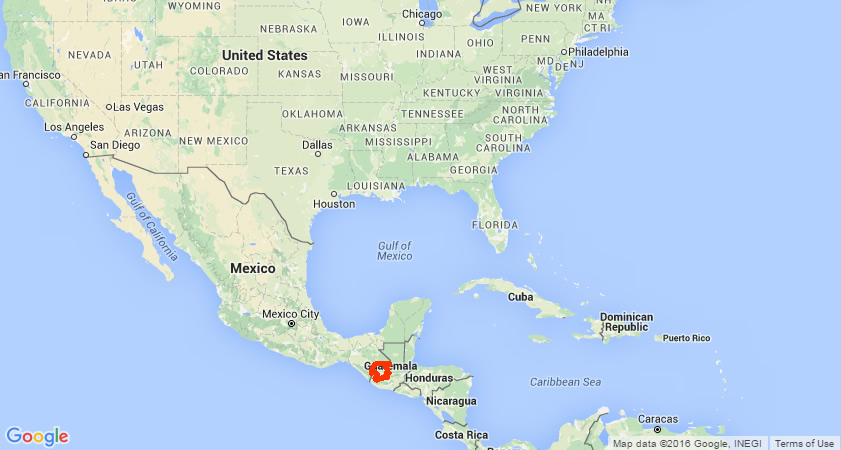 WYOMING
Chicago
NEW YORK
MA
CT RI
IOWA
NEBRASKA
ILLINOIS
OHIO
PENN
NEVADA
United States
INDIANA
Philadelphia
UTAH
COLORADO
KANSAS
MISSOURI
WEST
VIRGINIA
MD
DE NJ
an Francisco
CALIFORNIA
Las Vegas
KENTUCKY
VIRGINIA
OKLAHOMA
TENNESSEE
NORTH
CAROLINA
Los Angeles
ARIZONA
NEW MEXICO
ARKANSAS
MISSISSIPPI
SOUTH
CAROLINA
San Diego
Dallas
ALABAMA
TEXAS
GEORGIA
LOUISIANA
Houston
Gulf of California
FLORIDA
Gulf of
Mexico
Mexico
Cuba
Mexico City
Dominican
Republic
Puerto Rico
Guatemala
Honduras
Caribbean Sea
Nicaragua
Caracas
Costa Rica
Google
Map data ©2016 Google, INEGI
Terms of Use